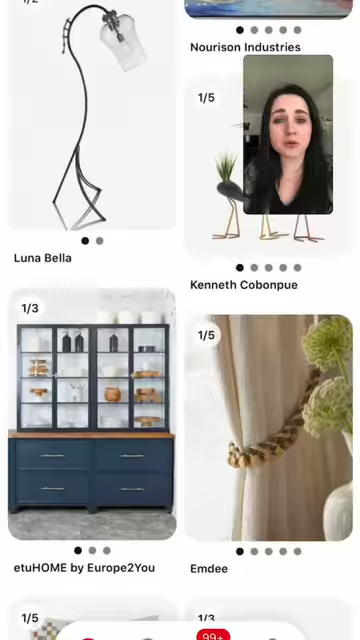 1/2
Nourison Industries
1/5
Luna Bella
Kenneth Cobonpue
1/3
1/5
etuHOME by Europe2You
Emdee
1/5
1/3
99+